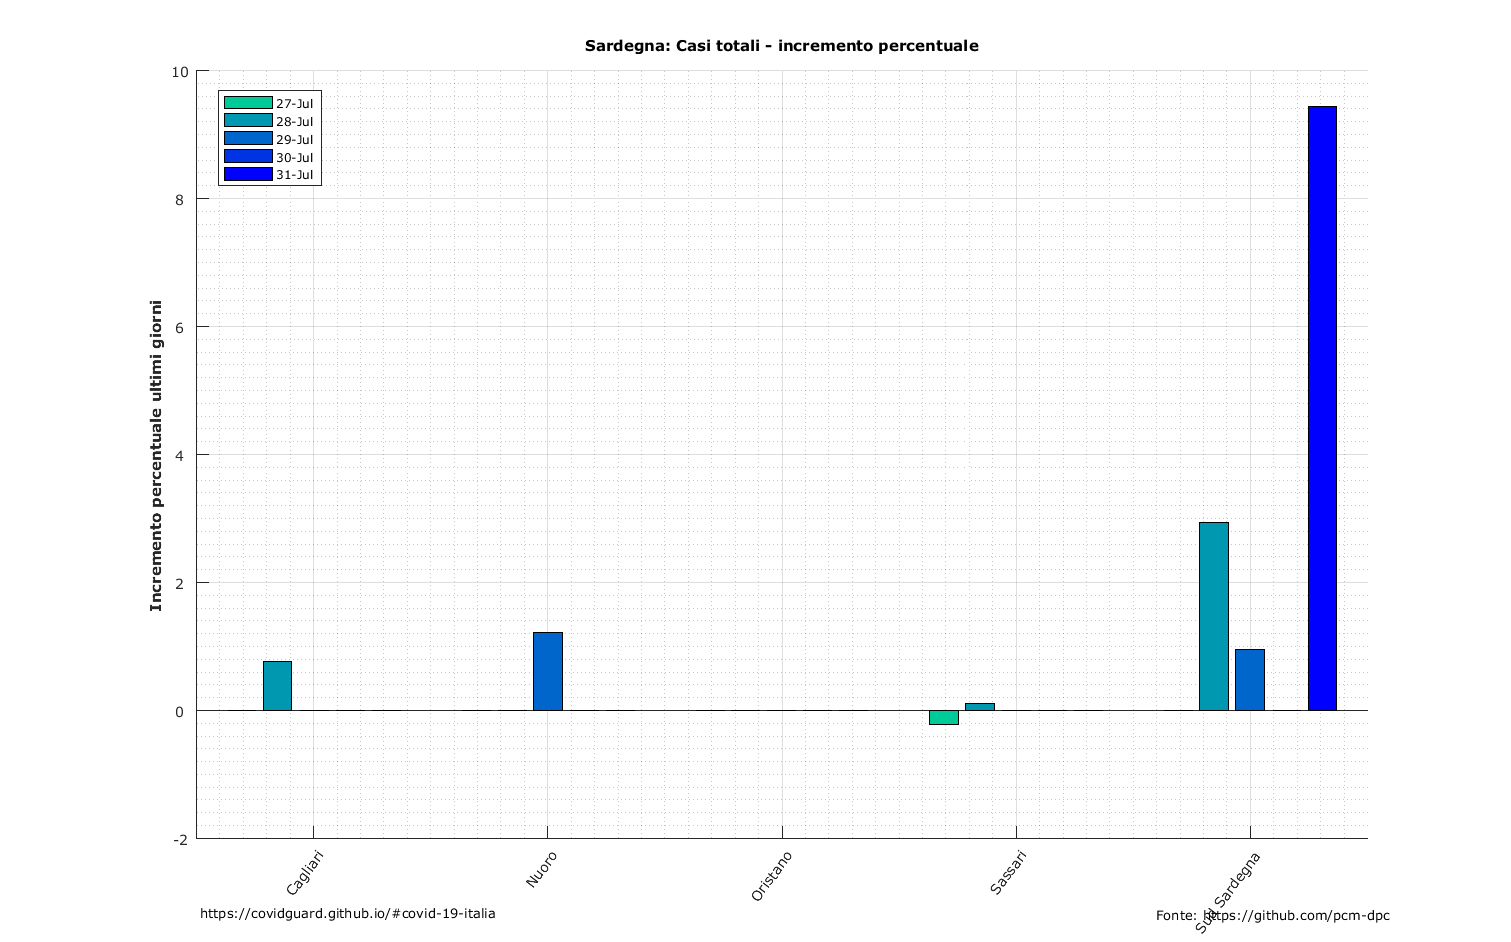 Sardegna: Casi totali - incremento percentuale
10
8
6
4
2
0
-2
Incremento percentuale ultimi giorni
27-Jul
28-Jul
29-Jul
30-Jul
31-Jul
Cagliari
Nuoro
Oristano
Sassari
Sud Sardegna
https://covidguard.github.io/#covid-19-italia
Fonte: https://github.com/pcm-dpc